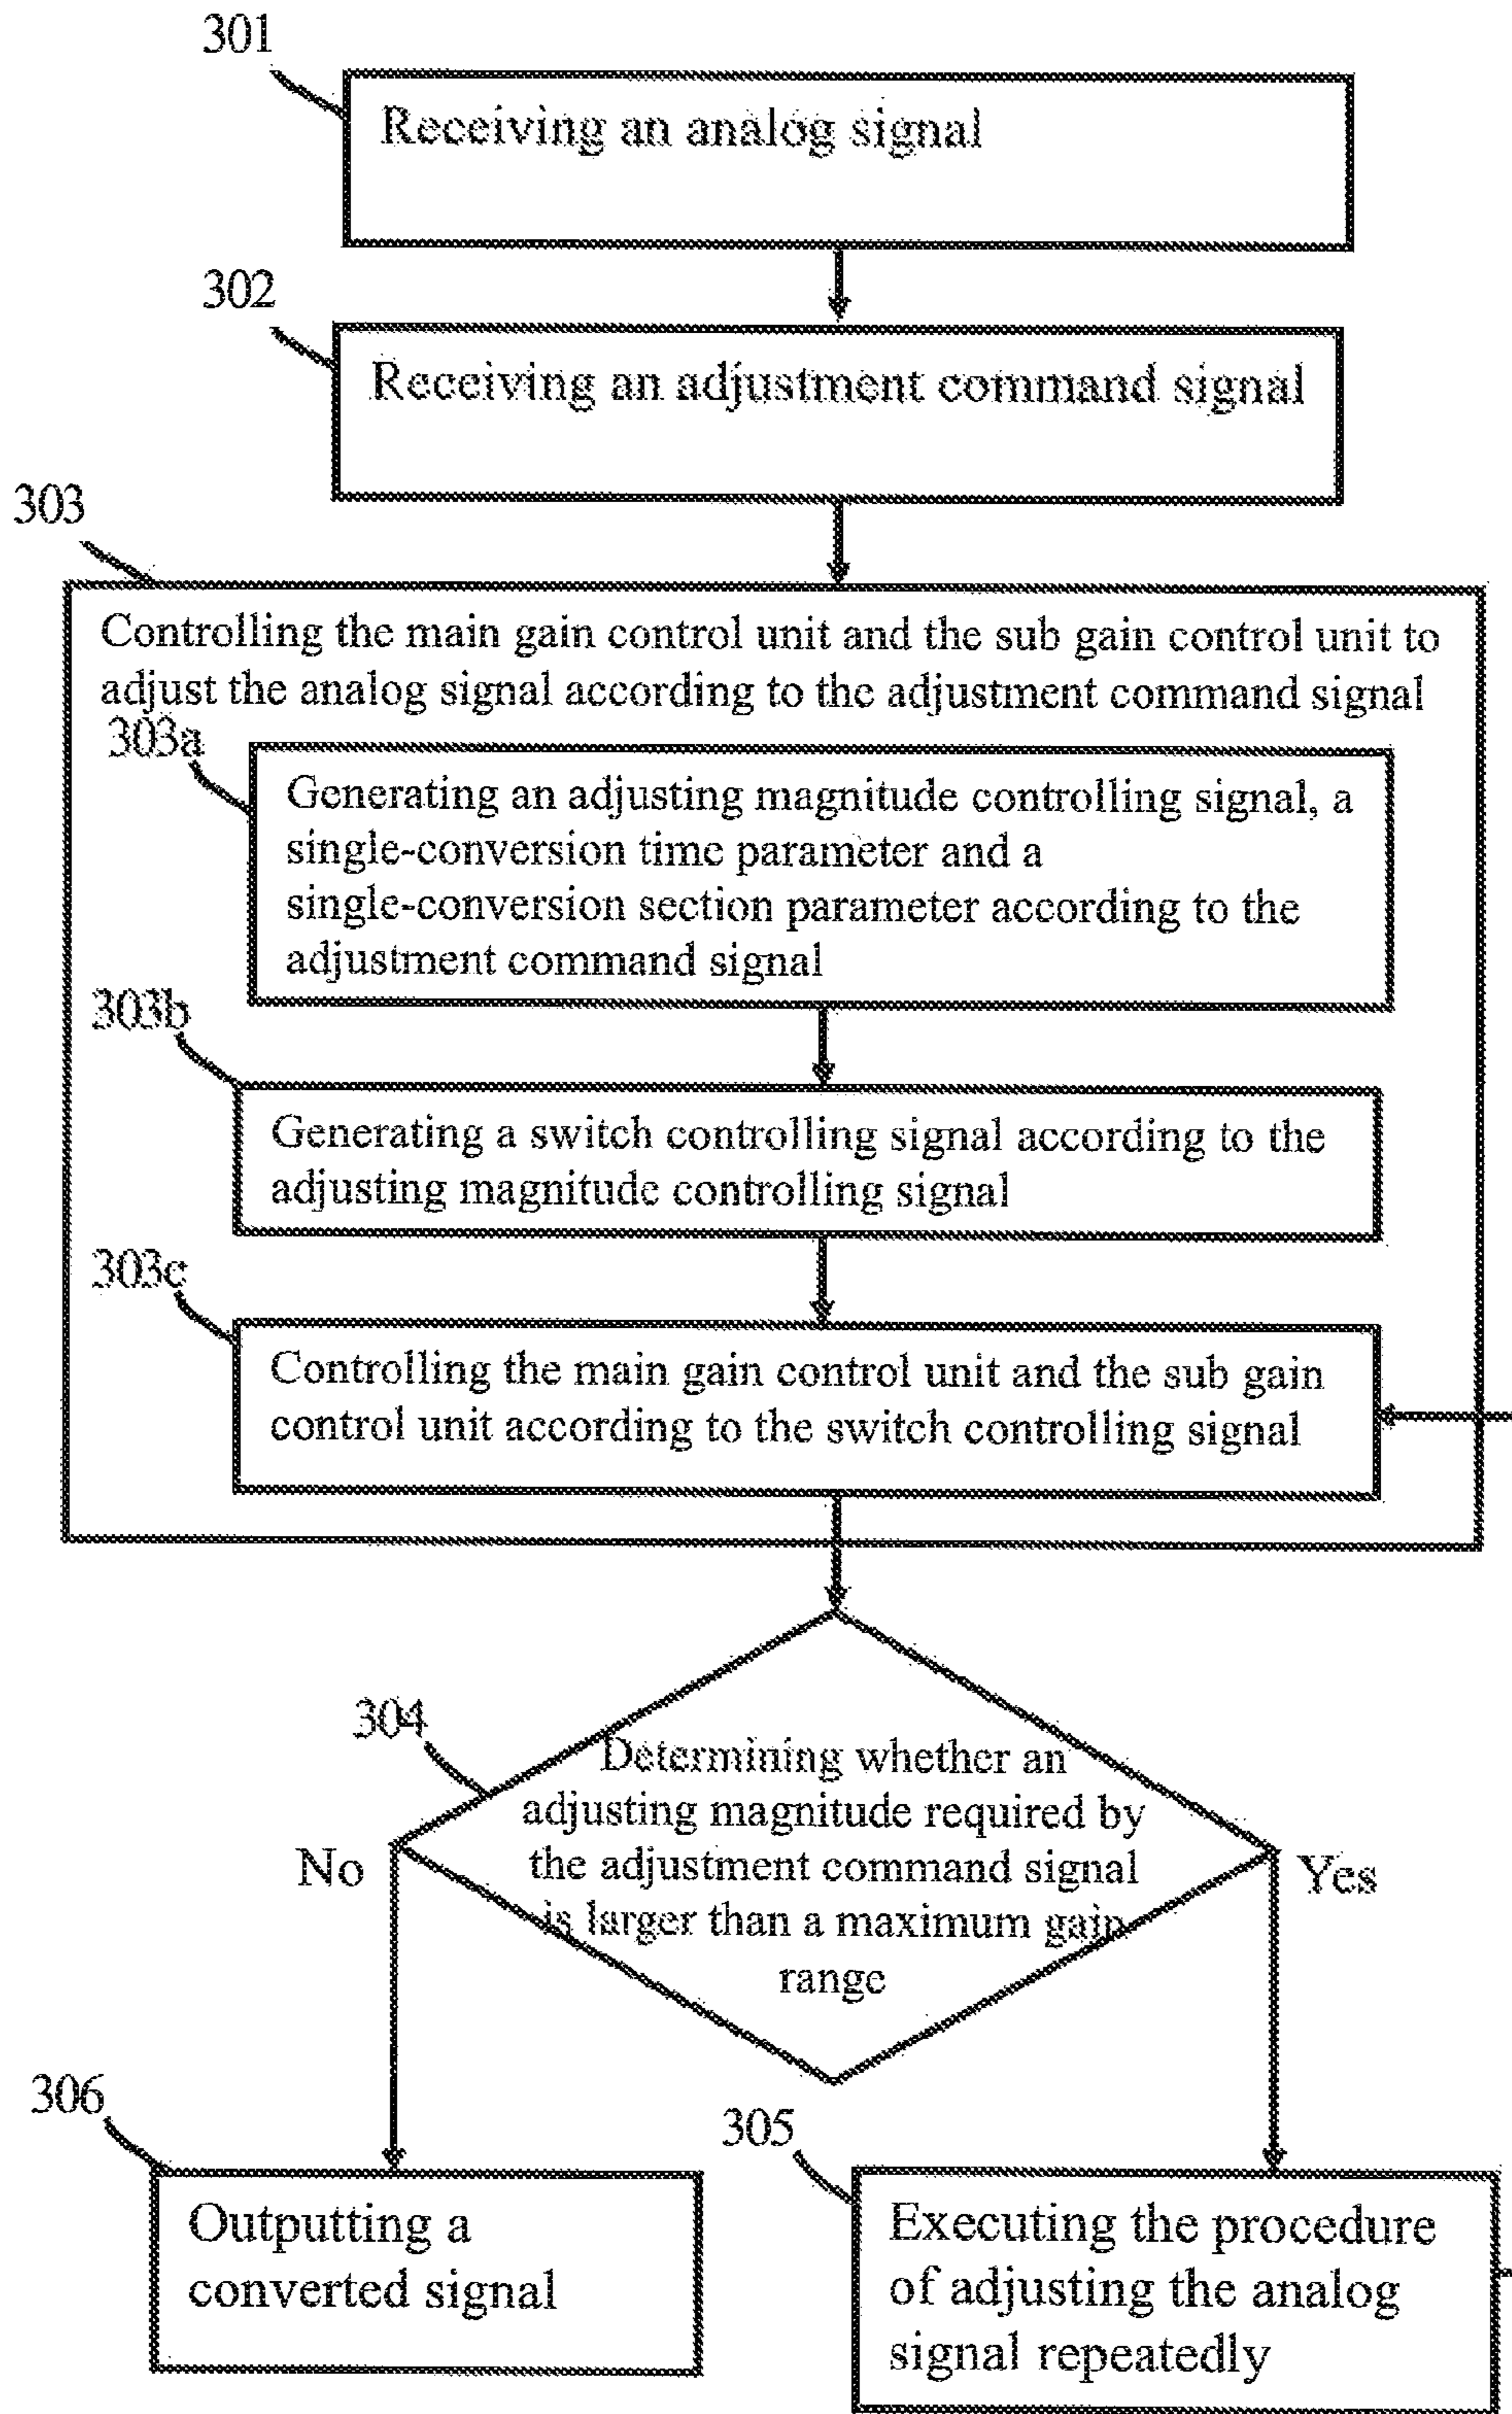 301
Receiving an analog signal
302
Receiving an adjustment command signal
303
Controlling the main gain control unit and the sub gain control unit to
adjust the analog signal according to the adjustment command signal
303a
Generating an adjusting magnitude controlling signal, a
single-conversion time parameter and a
single-conversion section parameter according to the
adjustment command signal
303b
Generating a switch controlling signal according to the
adjusting magnitude controlling signal
303c
Controlling the main gain control unit and the sub gain
control unit according to the switch controlling signal
304
Determining whether an
adjusting magnitude required by
the adjustment command signal
is larger than a maximum gain
range
No
Yes
306
Outputting a
converted signal
305
Executing the procedure
of adjusting the analog
signal repeatedly